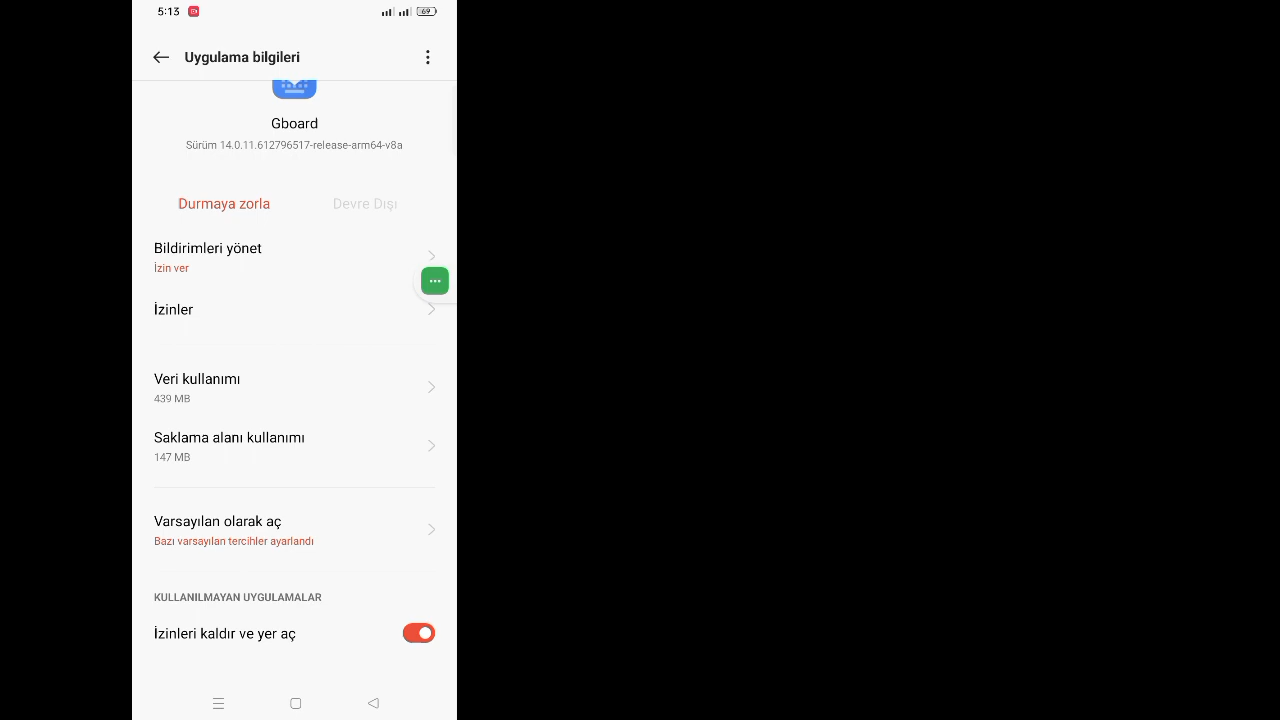 5:13
69
Uygulama bilgileri
Gboard
Sürüm 14.0.11.612796517-release-arm64-v8a
Durmaya zorla
Devre Dışı
Bildirimleri yönet
İzin ver
İzinler
Veri kullanımı
439 MB
Saklama alanı kullanımı
147 MB
Varsayılan olarak aç
Bazı varsayılan tercihler ayarlandı
KULLANILMAYAN UYGULAMALAR
İzinleri kaldır ve yer aç